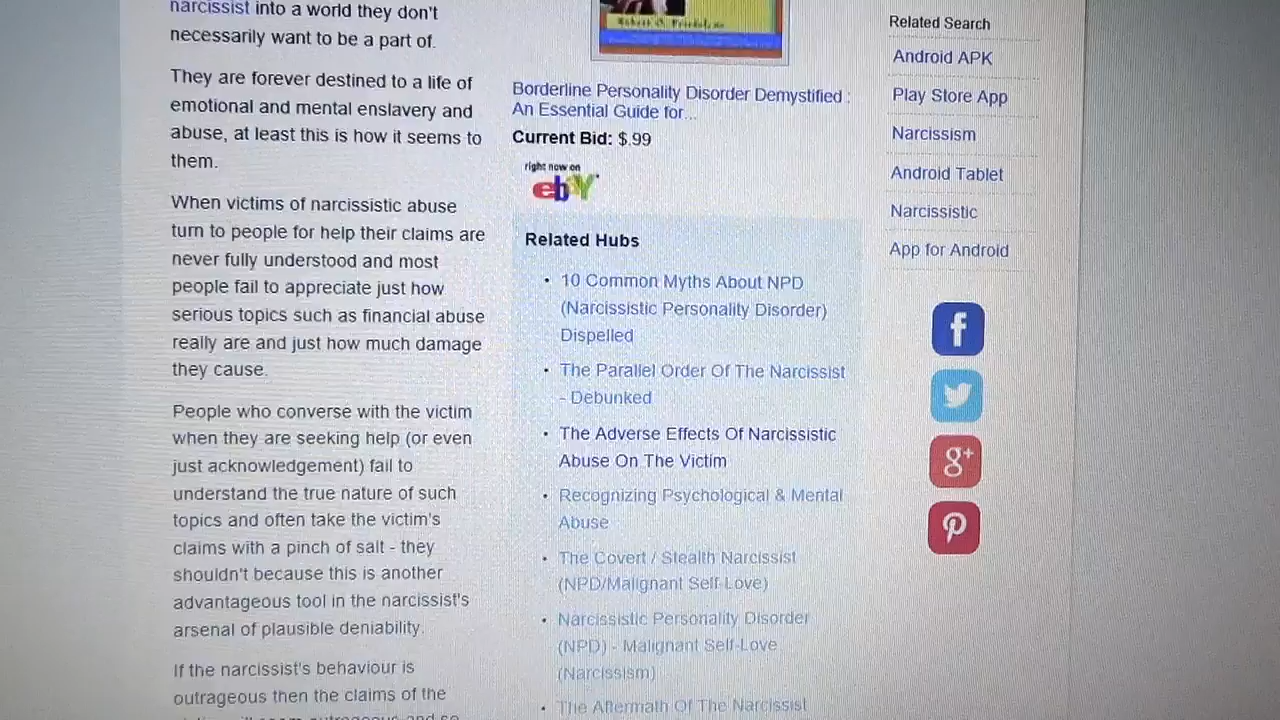 narcissist into a world they don't
necessarily want to be a part of.
They are forever destined to a life of
emotional and mental enslavery and
abuse, at least this is how it seems to
them.
When victims of narcissistic abuse
turn to people for help their claims are
never fully understood and most
people fail to appreciate just how
serious topics such as financial abuse
really are and just how much damage
they cause.
People who converse with the victim
when they are seeking help (or even
just acknowledgement) fail to
understand the true nature of such
topics and often take the victim's
claims with a pinch of salt - they
shouldn't because this is another
advantageous tool in the narcissist's
arsenal of plausible deniability.
If the narcissist's behaviour is
outrageous then the claims of the
Borderline Personality Disorder Demystified :
An Essential Guide for...
Current Bid: $.99
right now on
ebY
Related Hubs
• 10 Common Myths About NPD
(Narcissistic Personality Disorder)
Dispelled
• The Parallel Order Of The Narcissist
- Debunked
• The Adverse Effects Of Narcissistic
Abuse On The Victim
• Recognizing Psychological & Mental
Abuse
• The Covert / Stealth Narcissist
(NPD/Malignant Self-Love)
• Narcissistic Personality Disorder
(NPD) - Malignant Self-Love
(Narcissism)
• The Aftermath Of The Narcissist
Related Search
Android APK
Play Store App
Narcissism
Android Tablet
Narcissistic
App for Android
f
g+